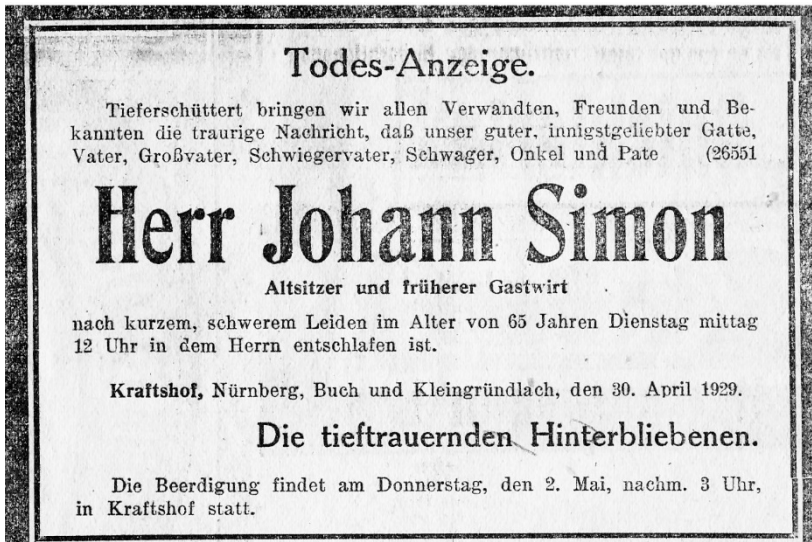 Todes-Anzeige.
Tieferschüttert bringen wir allen Verwandten, Freunden und Be-
kannten die traurige Nachricht, daß unser guter, innigstgeliebter Gatte,
Vater, Großvater, Schwiegervater, Schwager, Onkel und Pate (26551
Herr Johann Simon
Altsitzer und früherer Gastwirt
nach kurzem, schwerem Leiden im Alter von 65 Jahren Dienstag mittag
12 Uhr in dem Herrn entschlafen ist.
Kraftshof, Nürnberg, Buch und Kleingründlach, den 30. April 1929.
Die tieftrauernden Hinterbliebenen.
Die Beerdigung findet am Donnerstag, den 2. Mai, nachm. 3 Uhr,
in Kraftshof statt.